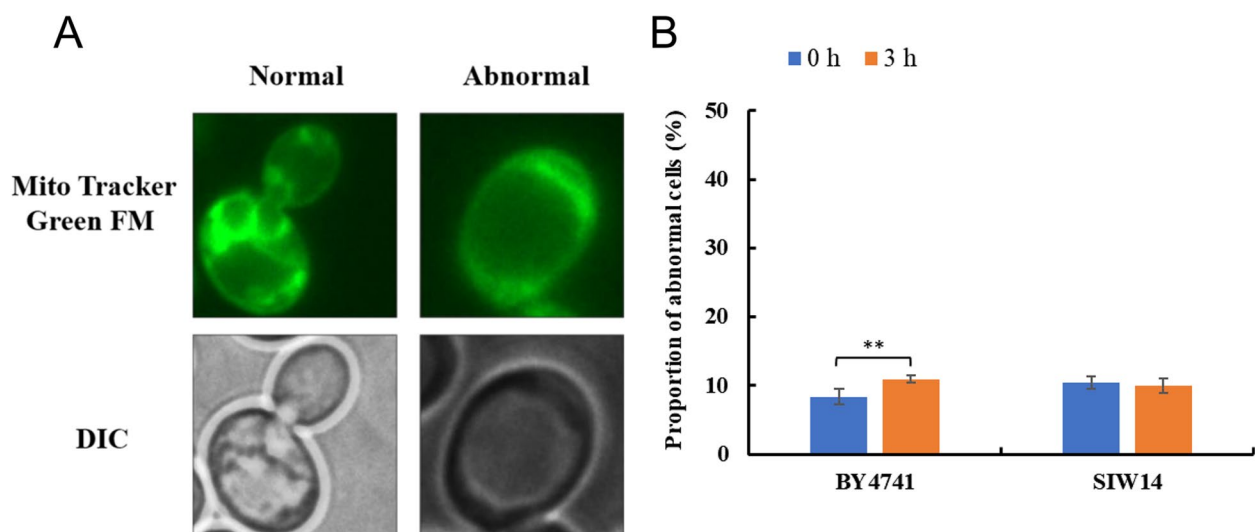 A
Normal
Abnormal
Mito Tracker
Green FM
DIC
B
0 h
3 h
Proportion of abnormal cells (%)
50
40
30
20
10
0
**
BY4741
SIW14